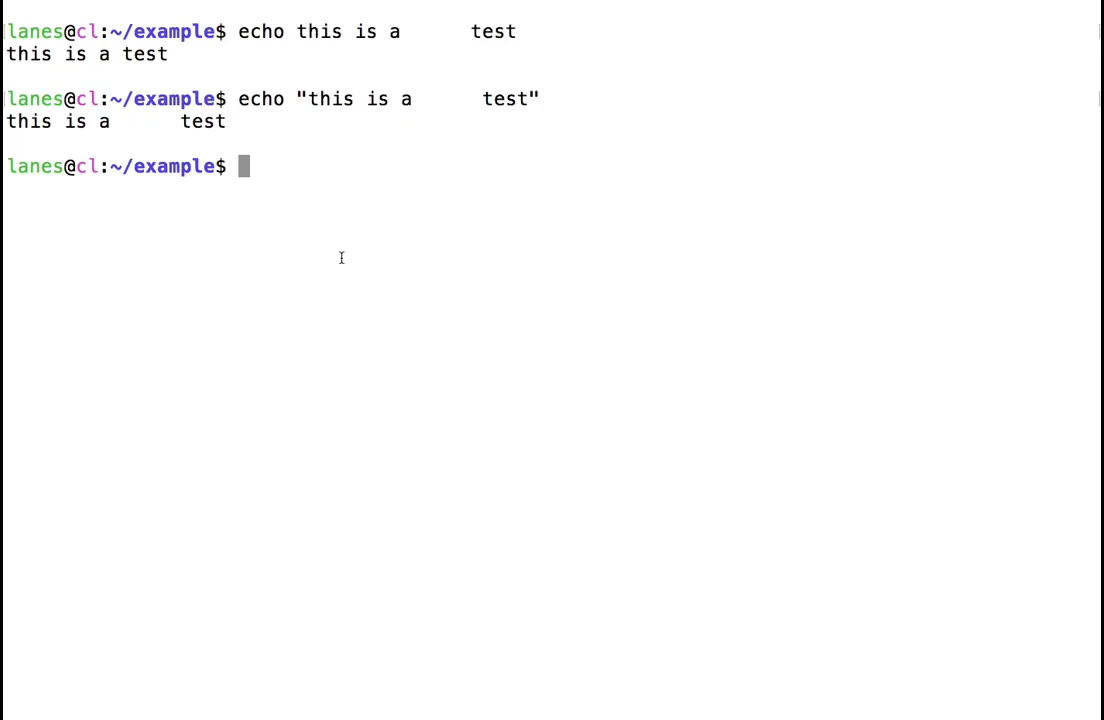 lanes@cl:~/example$ echo this is a      test
this is a test
lanes@cl:~/example$ echo "this is a      test"
this is a      test
lanes@cl:~/example$